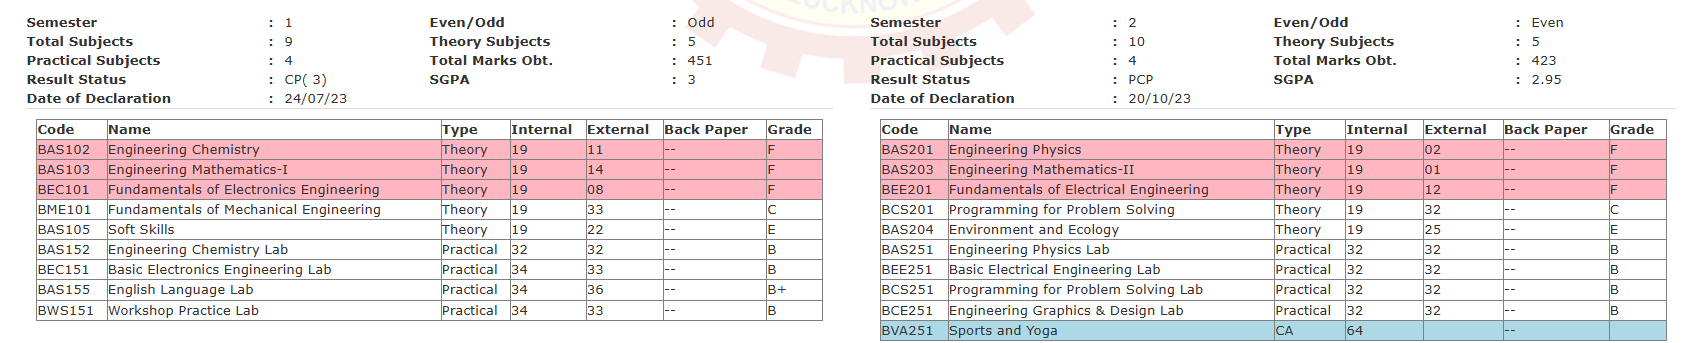 LUCKNOW
Semester : 1 Even/Odd : Odd
Total Subjects : 9 Theory Subjects : 5
Practical Subjects : 4 Total Marks Obt. : 451
Result Status : CP( 3) SGPA : 3
Date of Declaration : 24/07/23
Code Name Type Internal External Back Paper Grade
BAS102 Engineering Chemistry Theory 19 11 -- F
BAS103 Engineering Mathematics-I Theory 19 14 -- F
BEC101 Fundamentals of Electronics Engineering Theory 19 08 -- F
BME101 Fundamentals of Mechanical Engineering Theory 19 33 -- C
BAS105 Soft Skills Theory 19 22 -- E
BAS152 Engineering Chemistry Lab Practical 32 32 -- B
BEC151 Basic Electronics Engineering Lab Practical 34 33 -- B
BAS155 English Language Lab Practical 34 36 -- B+
BWS151 Workshop Practice Lab Practical 34 33 -- B
Semester : 2 Even/Odd : Even
Total Subjects : 10 Theory Subjects : 5
Practical Subjects : 4 Total Marks Obt. : 423
Result Status : PCP SGPA : 2.95
Date of Declaration : 20/10/23
Code Name Type Internal External Back Paper Grade
BAS201 Engineering Physics Theory 19 02 -- F
BAS203 Engineering Mathematics-II Theory 19 01 -- F
BEE201 Fundamentals of Electrical Engineering Theory 19 12 -- F
BCS201 Programming for Problem Solving Theory 19 32 -- C
BAS204 Environment and Ecology Theory 19 25 -- E
BAS251 Engineering Physics Lab Practical 32 32 -- B
BEE251 Basic Electrical Engineering Lab Practical 32 32 -- B
BCS251 Programming for Problem Solving Lab Practical 32 32 -- B
BCE251 Engineering Graphics & Design Lab Practical 32 32 -- B
BVA251 Sports and Yoga CA 64 --